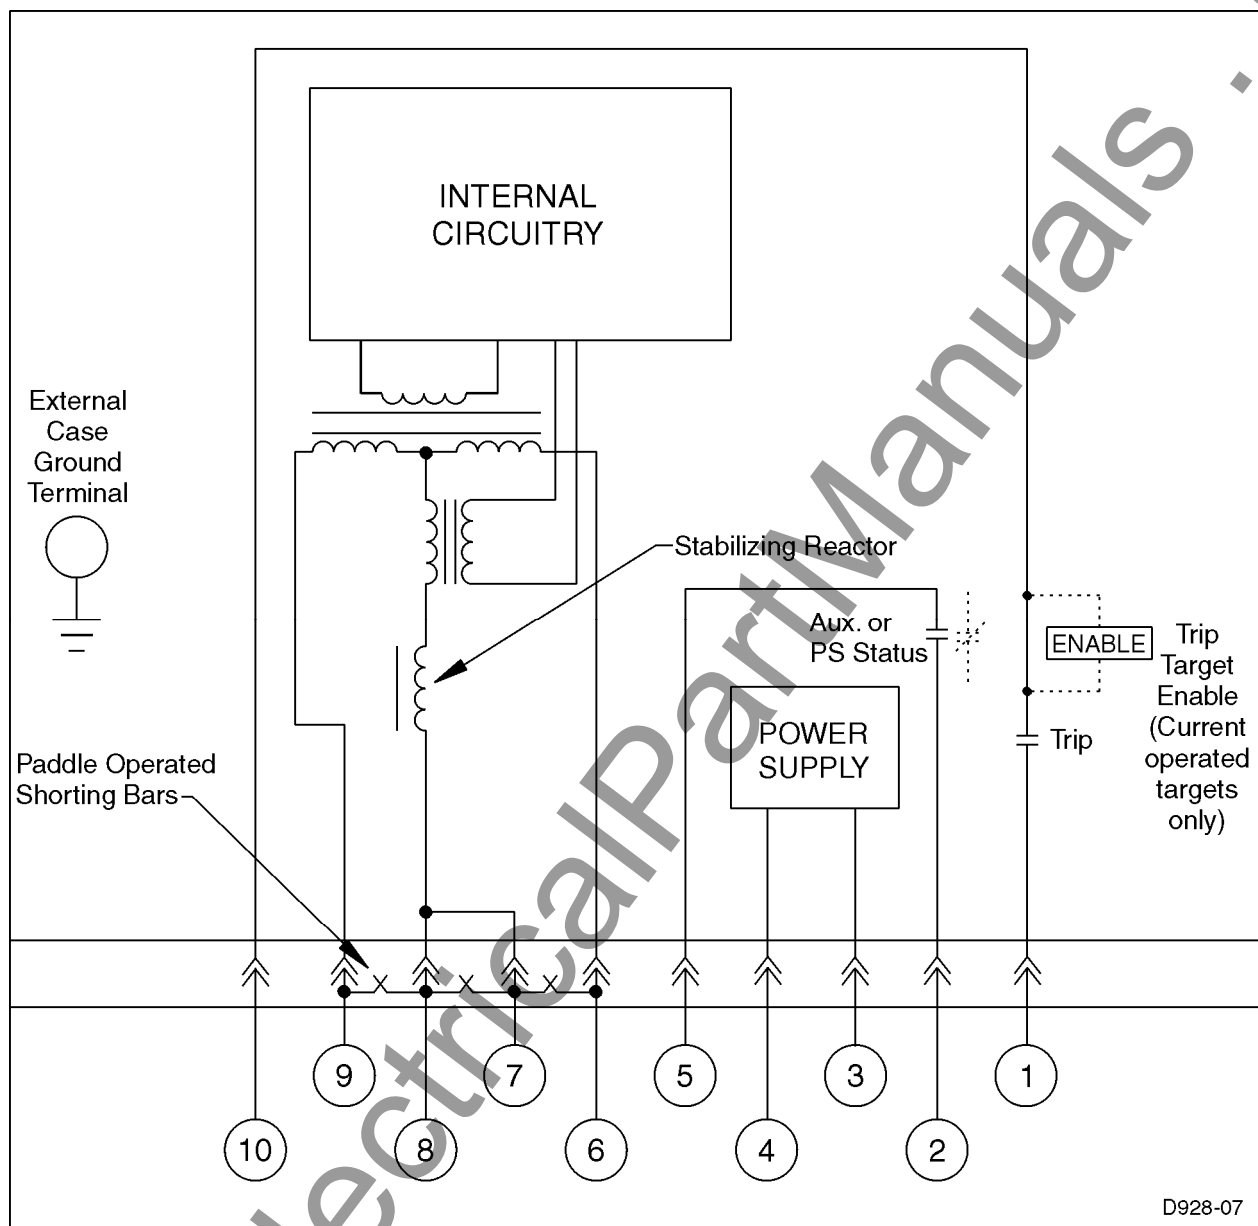 INTERNAL
CIRCUITRY
External
Case
Ground
Terminal
Stabilizing Reactor
Aux. or
PS Status
ENABLE
Trip
Target
Enable
(Current
operated
targets
only)
Trip
POWER
SUPPLY
Paddle Operated
Shorting Bars
9
7
5
3
1
10
8
6
4
2
D928-07
lectricalPartManuals .